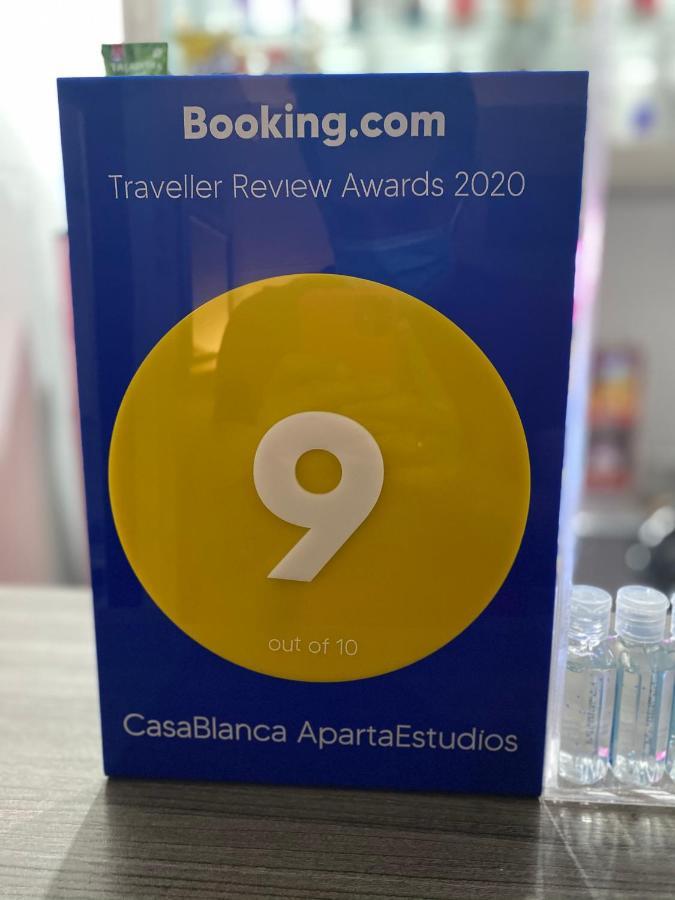 Booking.com
Traveller Review Awards 2020
9
out of 10
CasaBlanca ApartaEstudios